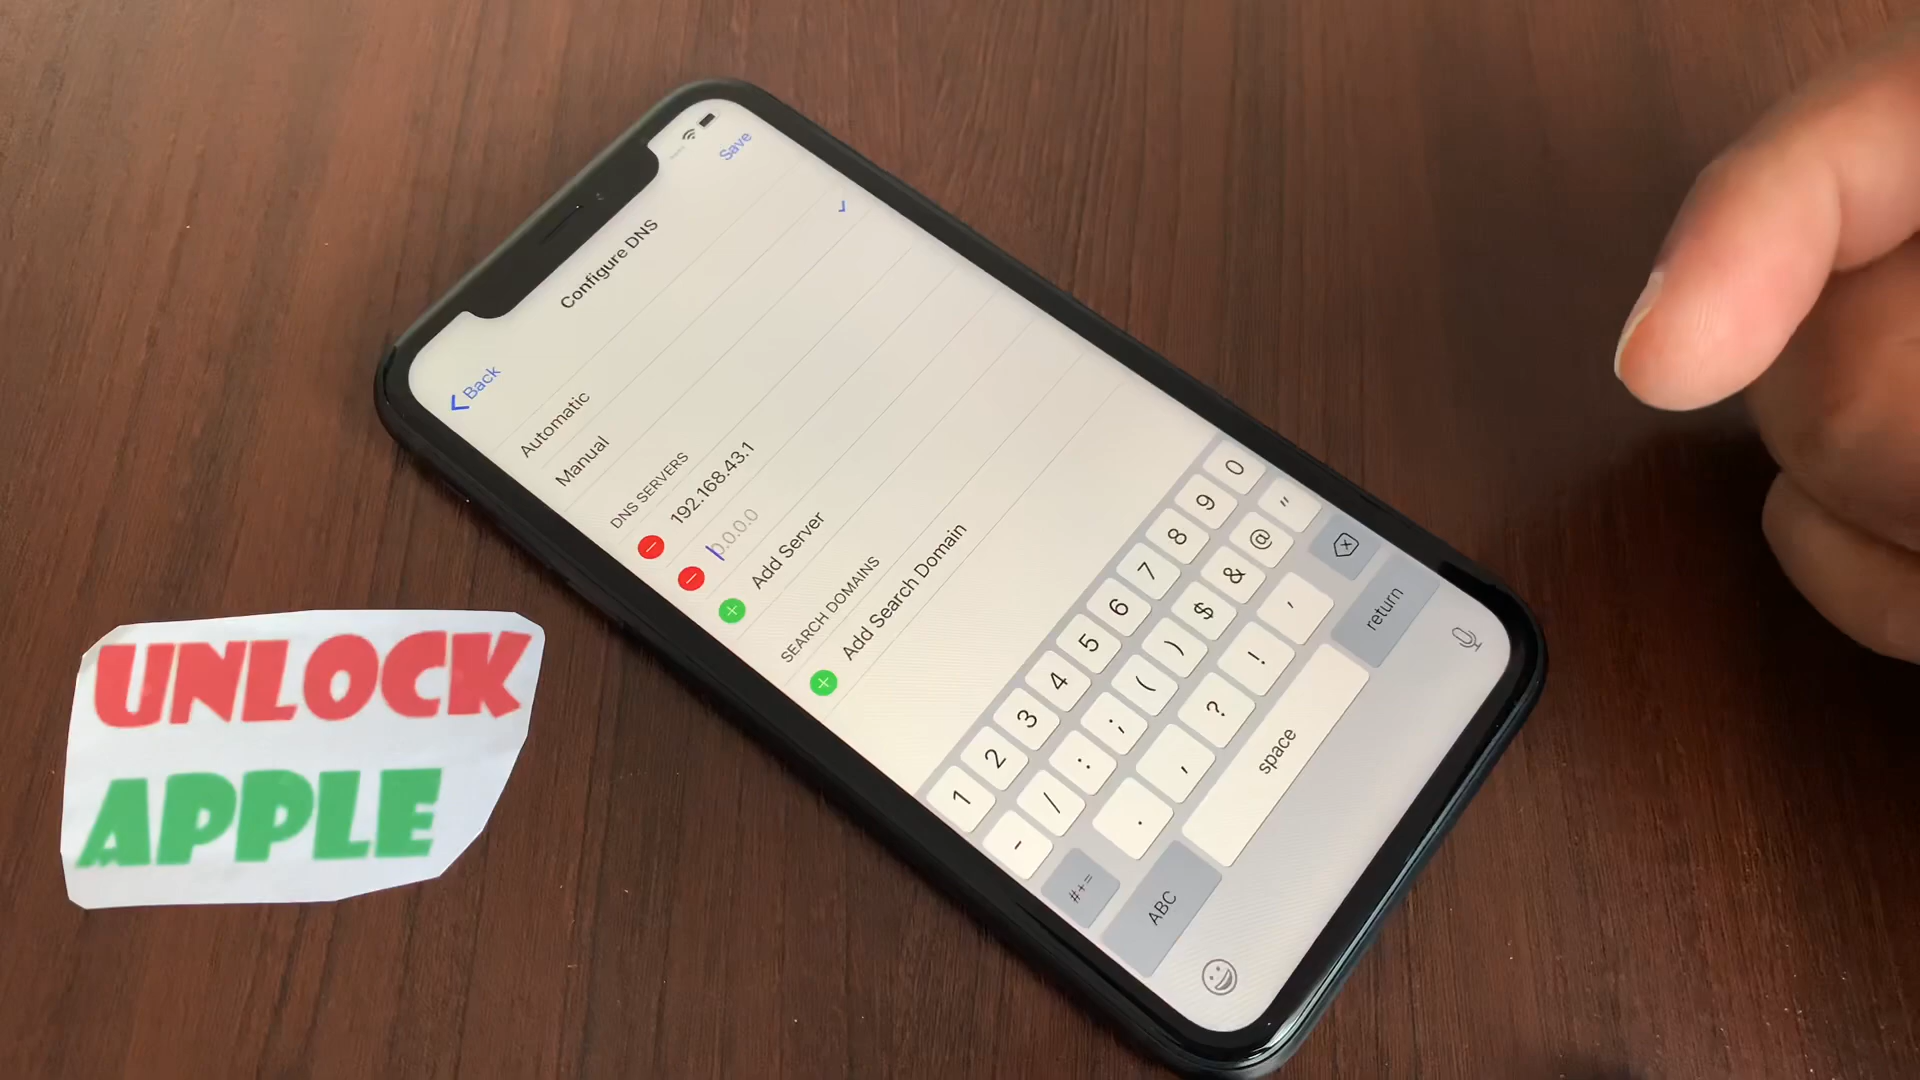 Save
Configure DNS
Back
Automatic
Manual
DNS SERVERS
192.168.43.1
0.0.0.0
Add Server
SEARCH DOMAINS
Add Search Domain
1 2 3 4 5 6 7 8 9 0
- / : ; ( ) $ & @ "
#+= . , ? ! '
ABC space return
UNLOCK
APPLE